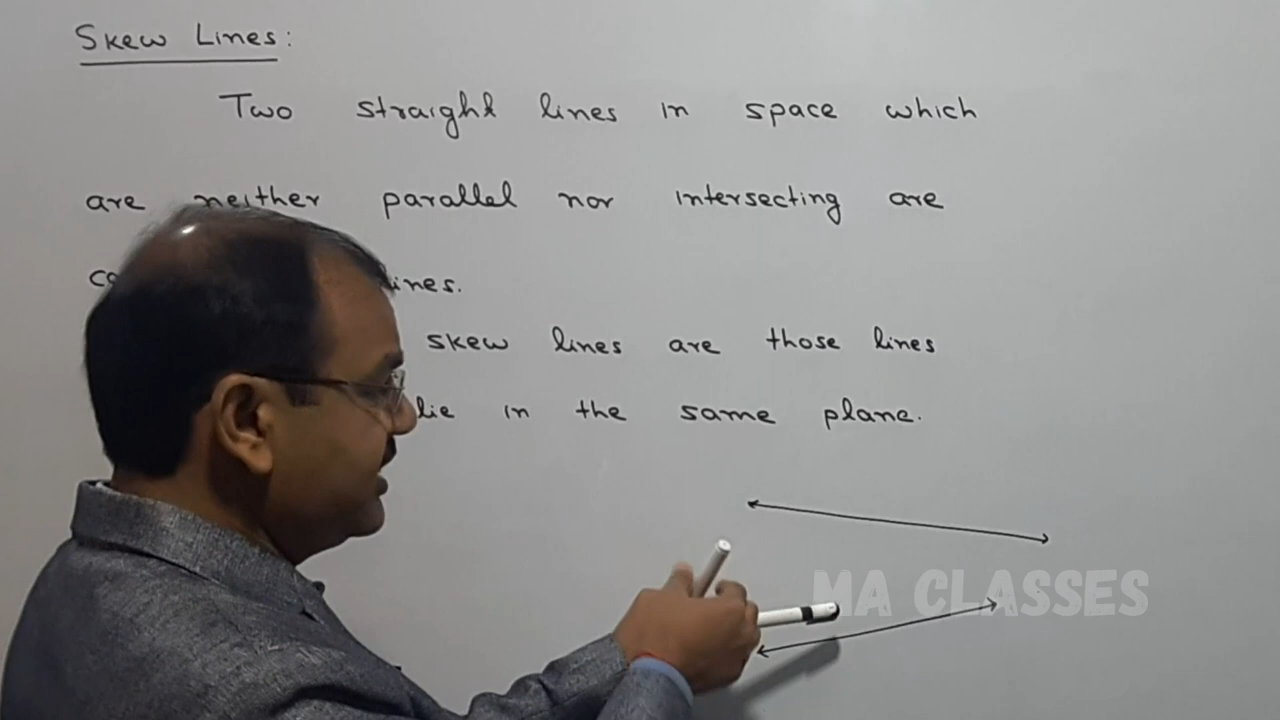 Skew Lines:
Two straight lines in space which
are neither parallel nor intersecting are
lines.
skew lines are those lines
lie in the same plane.
MA CLASSES